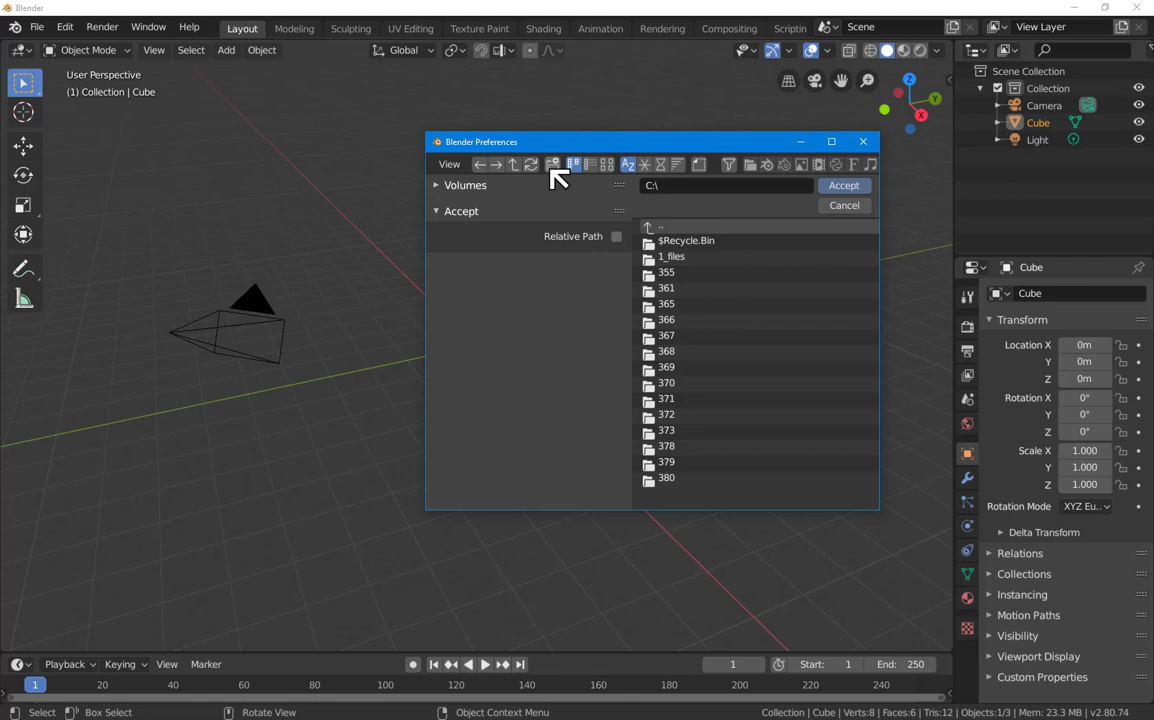 Blender
File Edit Render Window Help Layout Modeling Sculpting UV Editing Texture Paint Shading Animation Rendering Compositing Scriptin Scene View Layer
Object Mode View Select Add Object Global
User Perspective
(1) Collection | Cube
Scene Collection
Collection
Camera
Cube
Light
Y
Z
X
Blender Preferences
View
Volumes
C:\ Accept
Accept
Cancel
Relative Path
..
$Recycle.Bin
1_files
355
361
365
366
367
368
369
370
371
372
373
378
379
380
Cube
Cube
Transform
Location X 0m
Y 0m
Z 0m
Rotation X 0°
Y 0°
Z 0°
Scale X 1.000
Y 1.000
Z 1.000
Rotation Mode XYZ Eu..
Delta Transform
Relations
Collections
Instancing
Motion Paths
Visibility
Viewport Display
Custom Properties
Playback Keying View Marker 1 Start: 1 End: 250
1 20 40 60 80 100 120 140 160 180 200 220 240
Select Box Select Rotate View Object Context Menu Collection | Cube | Verts:8 | Faces:6 | Tris:12 | Objects:1/3 | Mem: 23.3 MB | v2.80.74